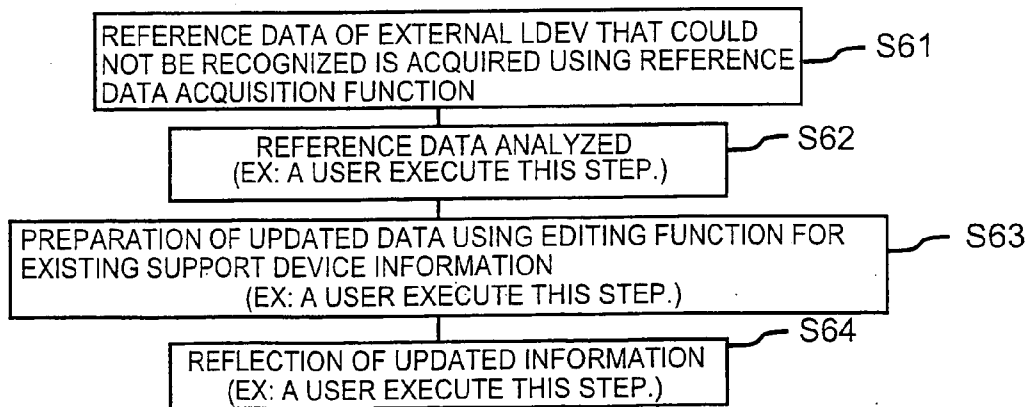 REFERENCE DATA OF EXTERNAL LDEV THAT COULD
NOT BE RECOGNIZED IS ACQUIRED USING REFERENCE
DATA ACQUISITION FUNCTION
S61
REFERENCE DATA ANALYZED
(EX: A USER EXECUTE THIS STEP.)
S62
PREPARATION OF UPDATED DATA USING EDITING FUNCTION FOR
EXISTING SUPPORT DEVICE INFORMATION
(EX: A USER EXECUTE THIS STEP.)
S63
REFLECTION OF UPDATED INFORMATION
(EX: A USER EXECUTE THIS STEP.)
S64